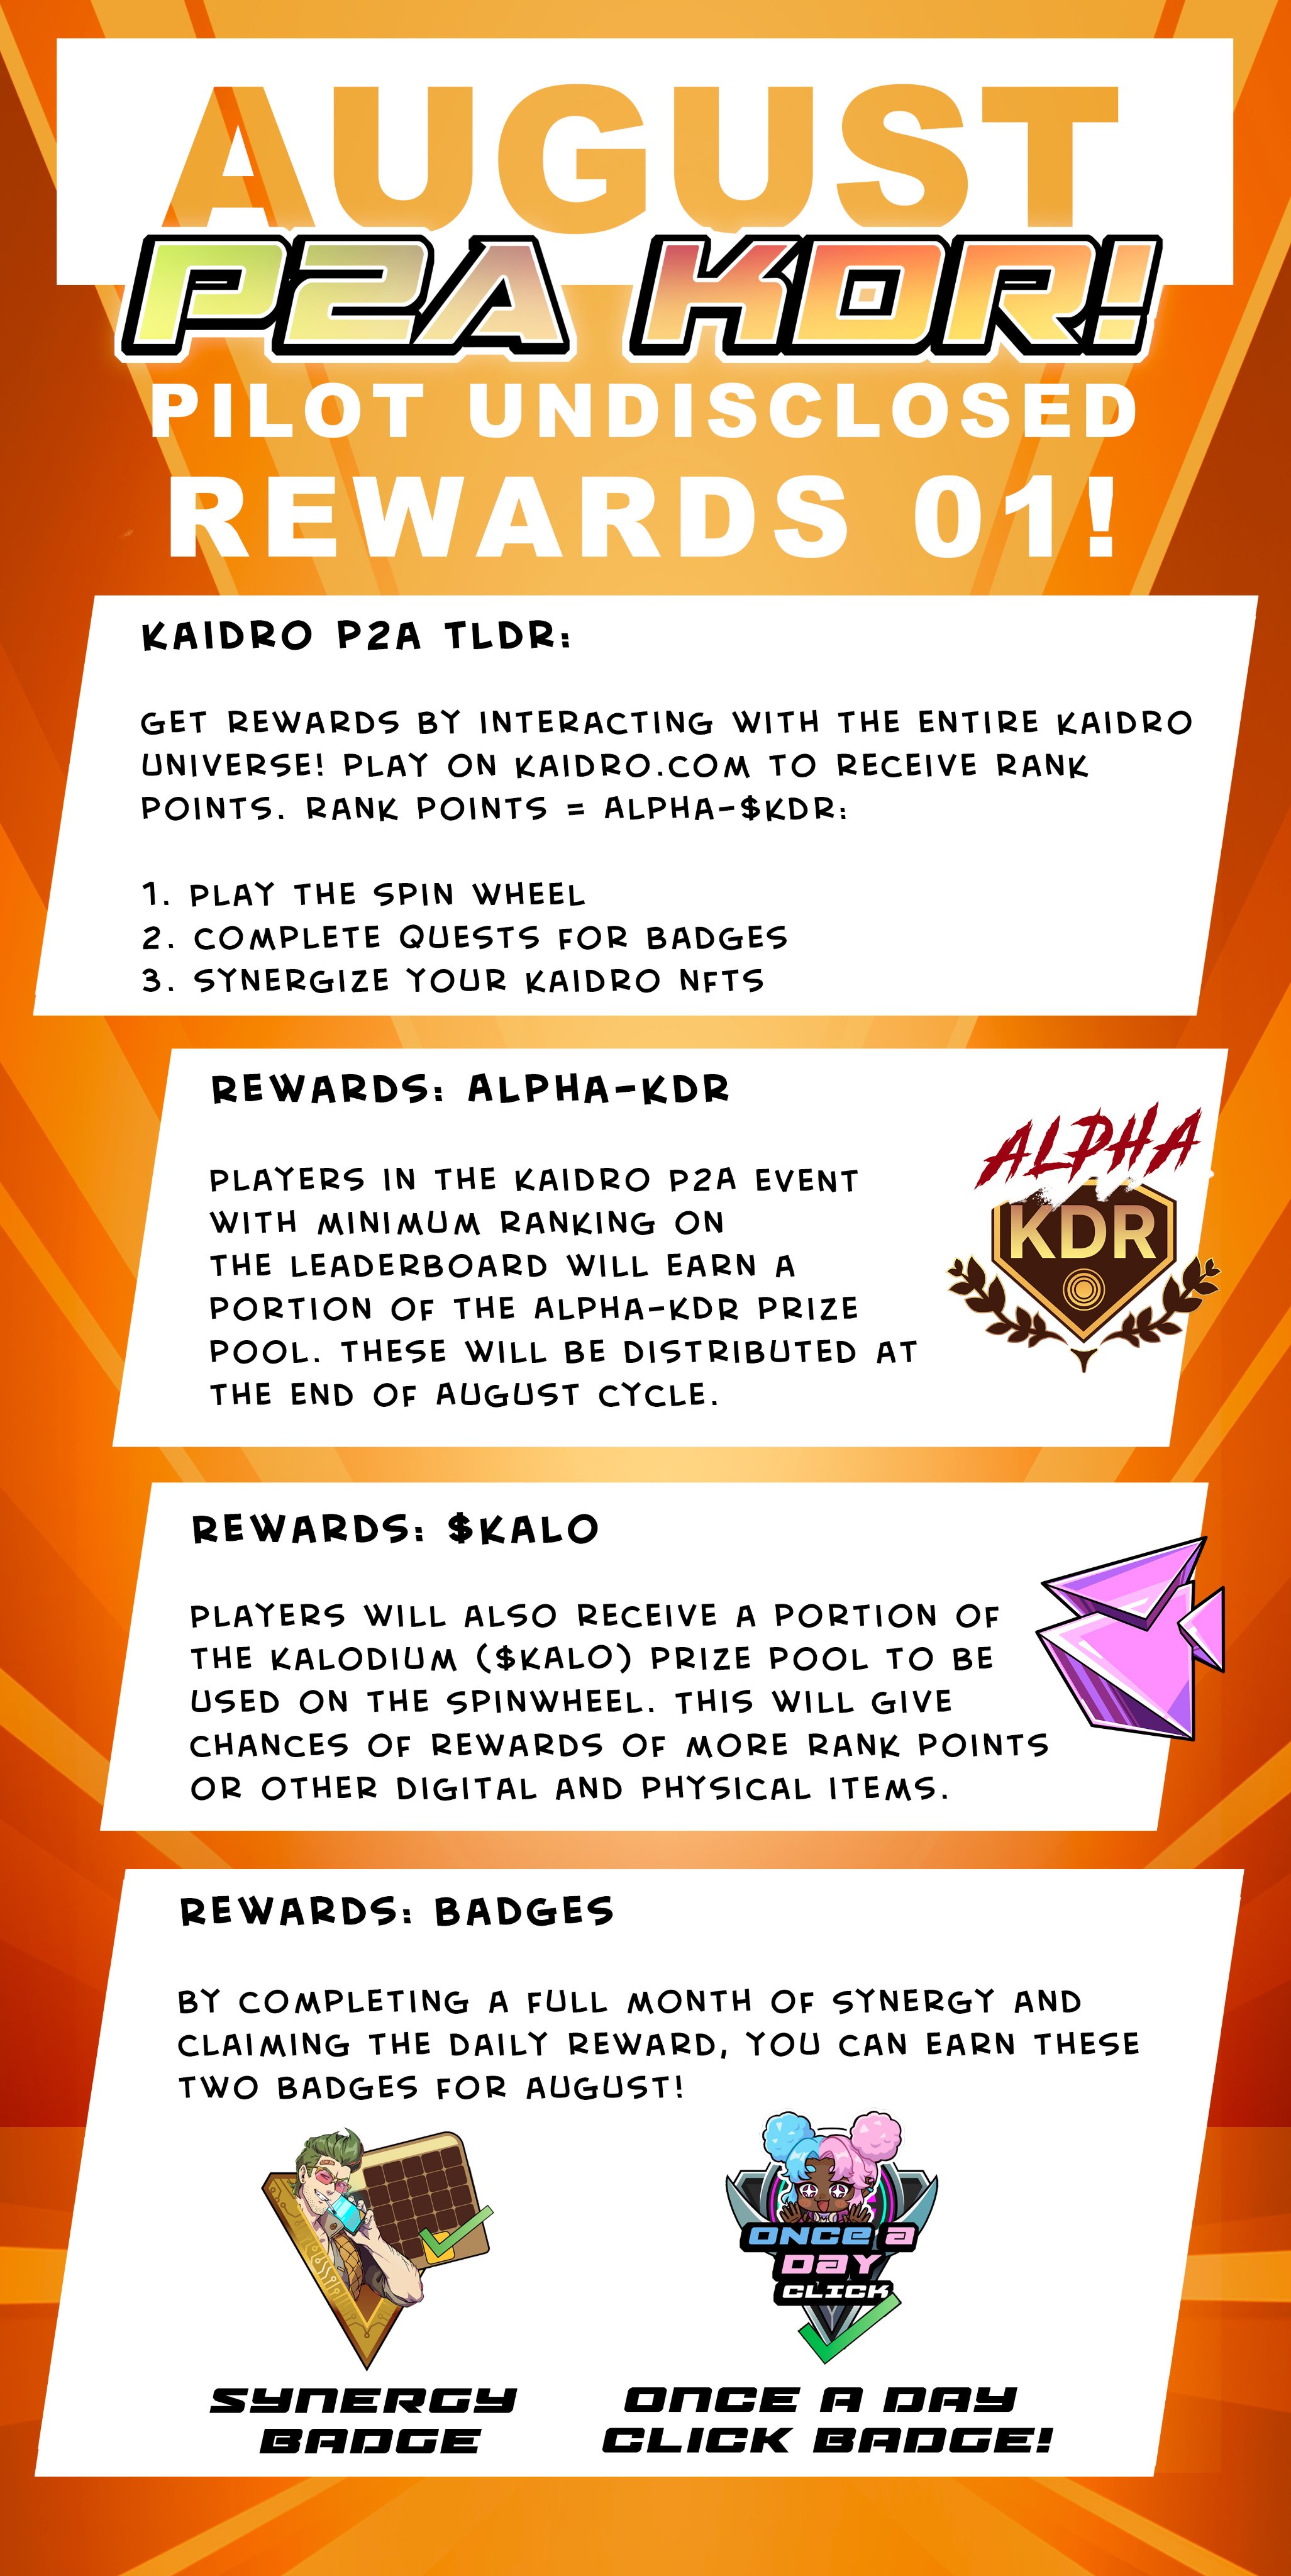 AUGUST
P2A KDR!
PILOT UNDISCLOSED
REWARDS 01!
KAIDRO P2A TLDR:
GET REWARDS BY INTERACTING WITH THE ENTIRE KAIDRO
UNIVERSE! PLAY ON KAIDRO.COM TO RECEIVE RANK
POINTS. RANK POINTS = ALPHA-$KDR:
1. PLAY THE SPIN WHEEL
2. COMPLETE QUESTS FOR BADGES
3. SYNERGIZE YOUR KAIDRO NFTS
REWARDS: ALPHA-KDR
PLAYERS IN THE KAIDRO P2A EVENT
WITH MINIMUM RANKING ON
THE LEADERBOARD WILL EARN A
PORTION OF THE ALPHA-KDR PRIZE
POOL. THESE WILL BE DISTRIBUTED AT
THE END OF AUGUST CYCLE.
ALPHA
KDR
REWARDS: $KALO
PLAYERS WILL ALSO RECEIVE A PORTION OF
THE KALODIUM ($KALO) PRIZE POOL TO BE
USED ON THE SPINWHEEL. THIS WILL GIVE
CHANCES OF REWARDS OF MORE RANK POINTS
OR OTHER DIGITAL AND PHYSICAL ITEMS.
REWARDS: BADGES
BY COMPLETING A FULL MONTH OF SYNERGY AND
CLAIMING THE DAILY REWARD, YOU CAN EARN THESE
TWO BADGES FOR AUGUST!
ONCE A
DAY
CLICK
SYNERGY
BADGE
ONCE A DAY
CLICK BADGE!